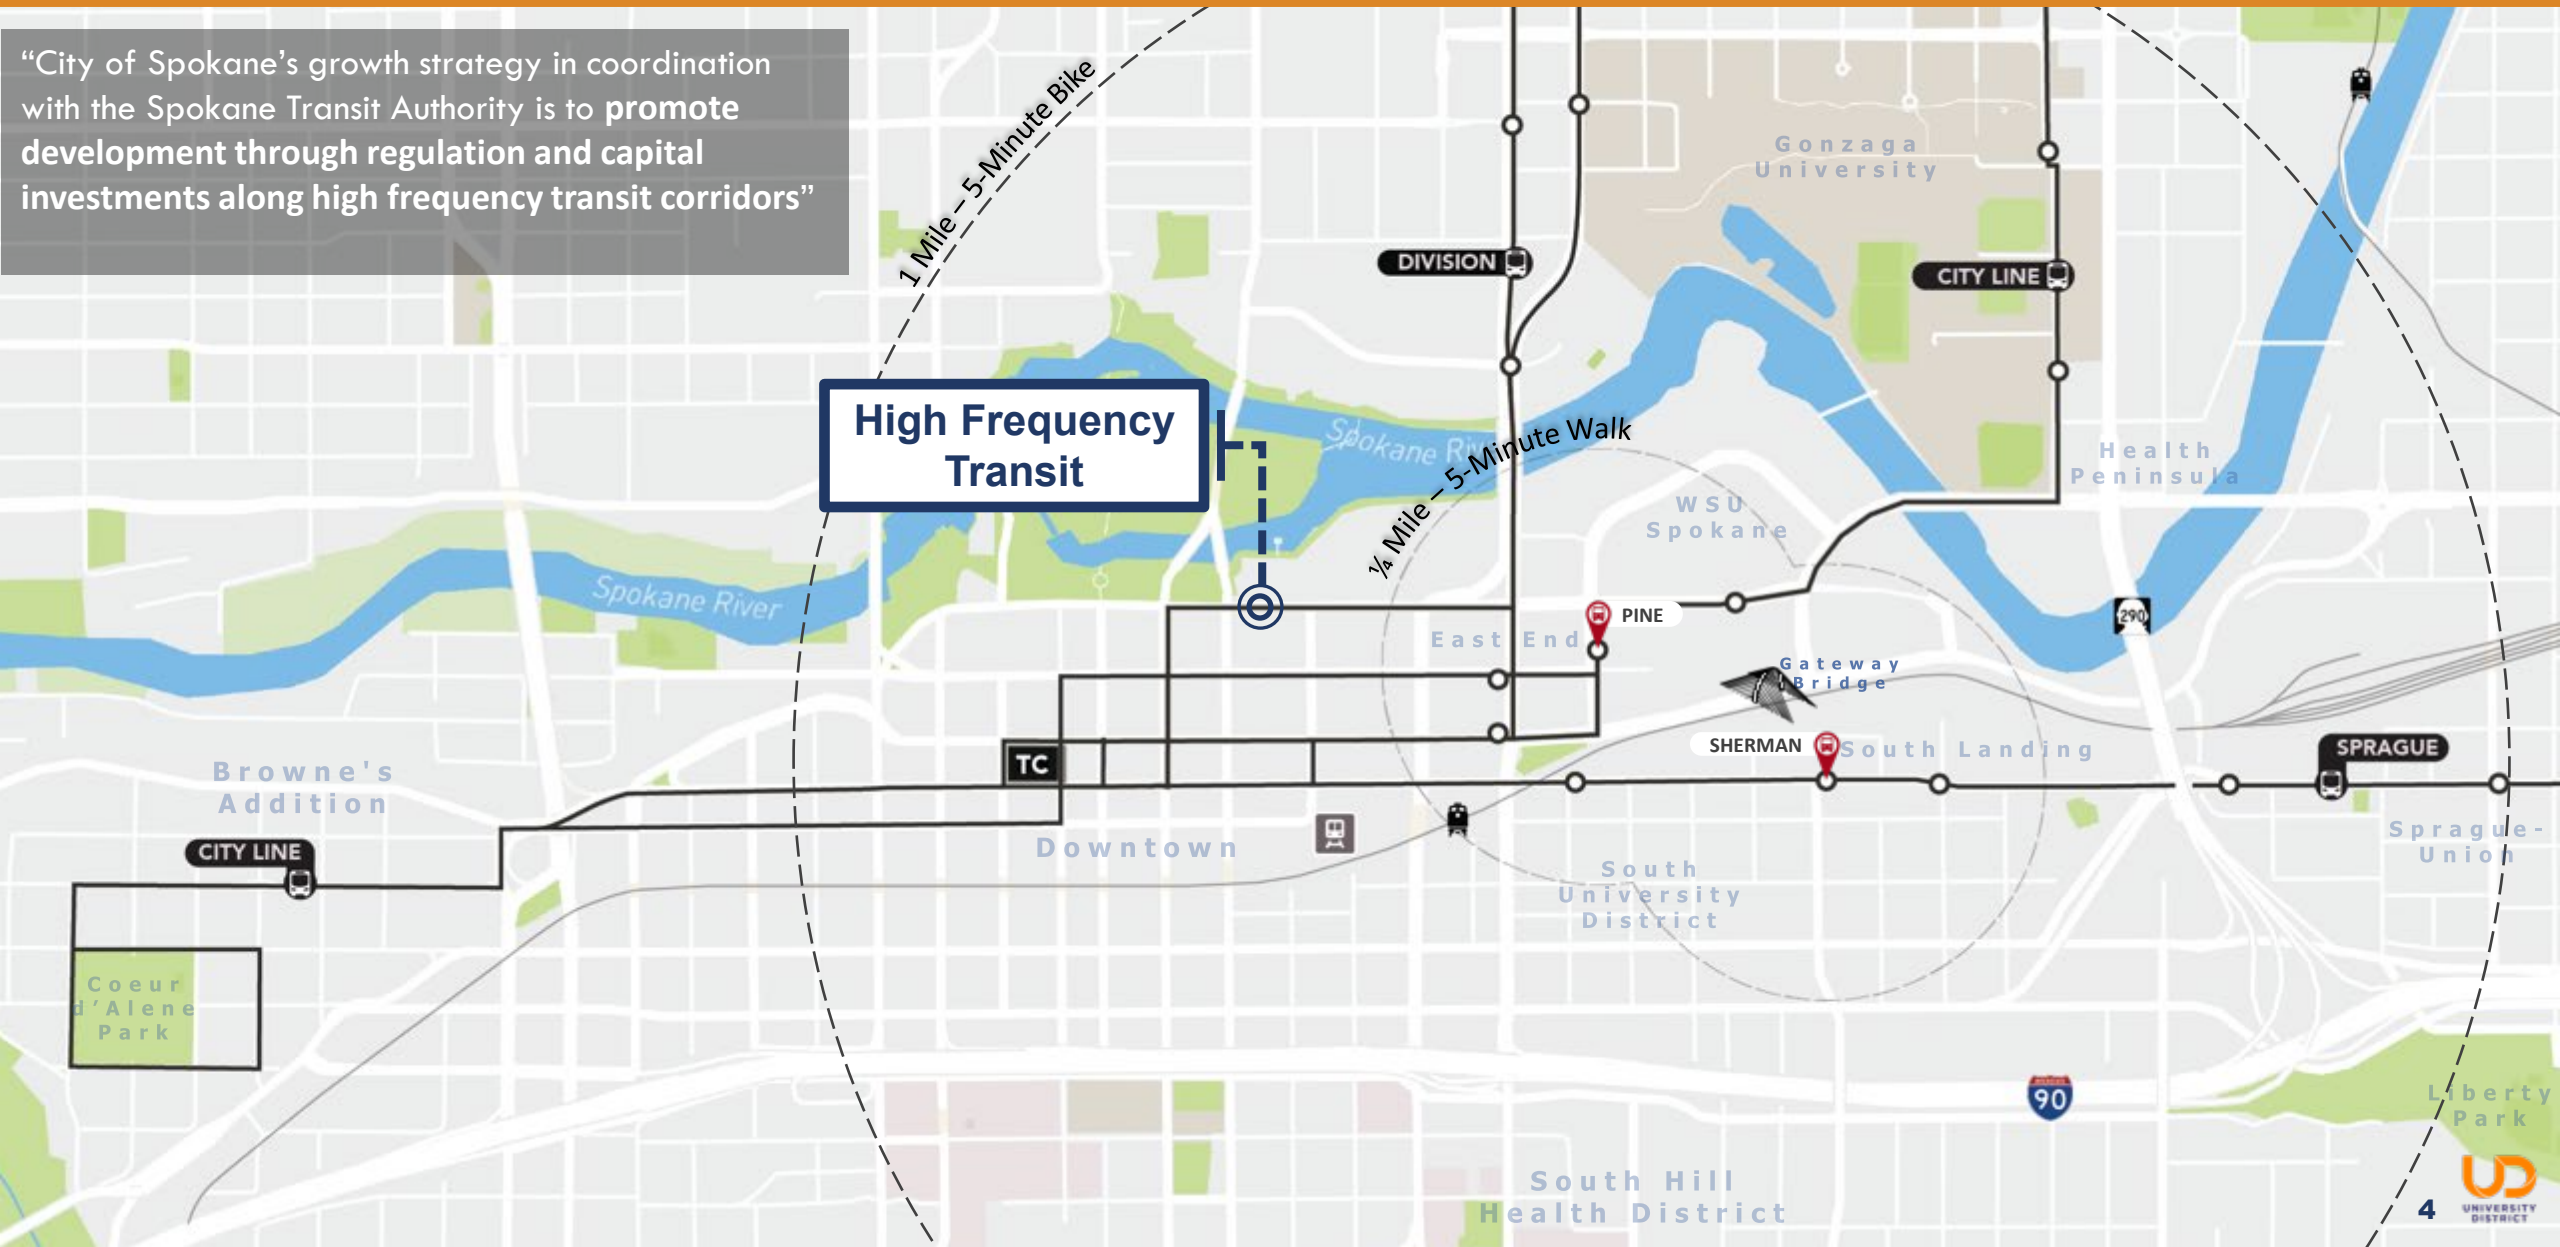 “City of Spokane’s growth strategy in coordination
with the Spokane Transit Authority is to promote
development through regulation and capital
investments along high frequency transit corridors”
1 Mile – 5-Minute Bike
Gonzaga
University
DIVISION
CITY LINE
High Frequency
Transit
Spokane River
¼ Mile – 5-Minute Walk
Health
Peninsula
WSU
Spokane
Spokane River
PINE
290
East End
Gateway
Bridge
SHERMAN
South Landing
SPRAGUE
TC
Browne's
Addition
Downtown
CITY LINE
Sprague-
Union
South
University
District
Coeur
d'Alene
Park
90
Liberty
Park
South Hill
Health District
4
UD
UNIVERSITY
DISTRICT